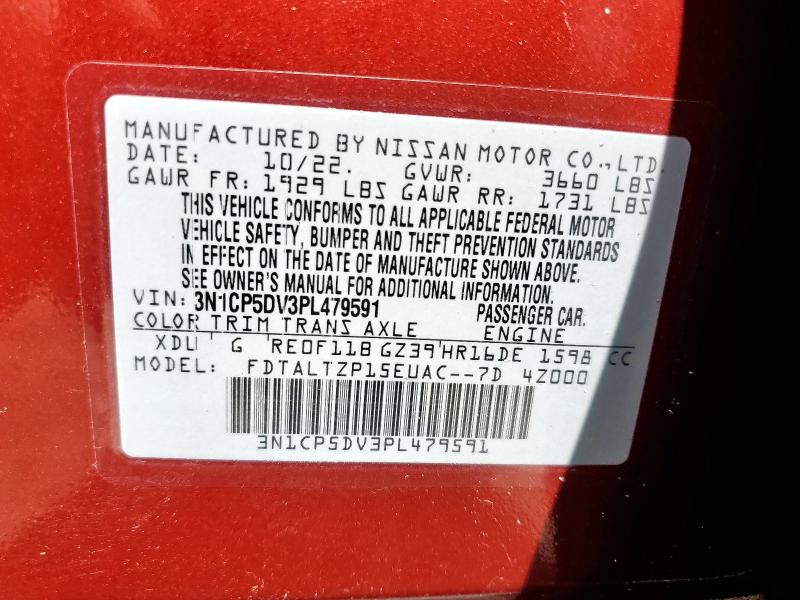 MANUFACTURED BY NISSAN MOTOR CO.,LTD.
DATE: 10/22. GVWR: 3660 LBS
GAWR FR: 1929 LBS GAWR RR: 1731 LBS
THIS VEHICLE CONFORMS TO ALL APPLICABLE FEDERAL MOTOR
VEHICLE SAFETY, BUMPER AND THEFT PREVENTION STANDARDS
IN EFFECT ON THE DATE OF MANUFACTURE SHOWN ABOVE.
SEE OWNER'S MANUAL FOR ADDITIONAL INFORMATION.
VIN: 3N1CP5DV3PL479591 PASSENGER CAR.
COLOR TRIM TRANS AXLE ENGINE
XDU G RE0F11B GZ39 HR16DE 1598 CC
MODEL: FDTALTZP15EUAC--7D 4Z000
3N1CP5DV3PL479591